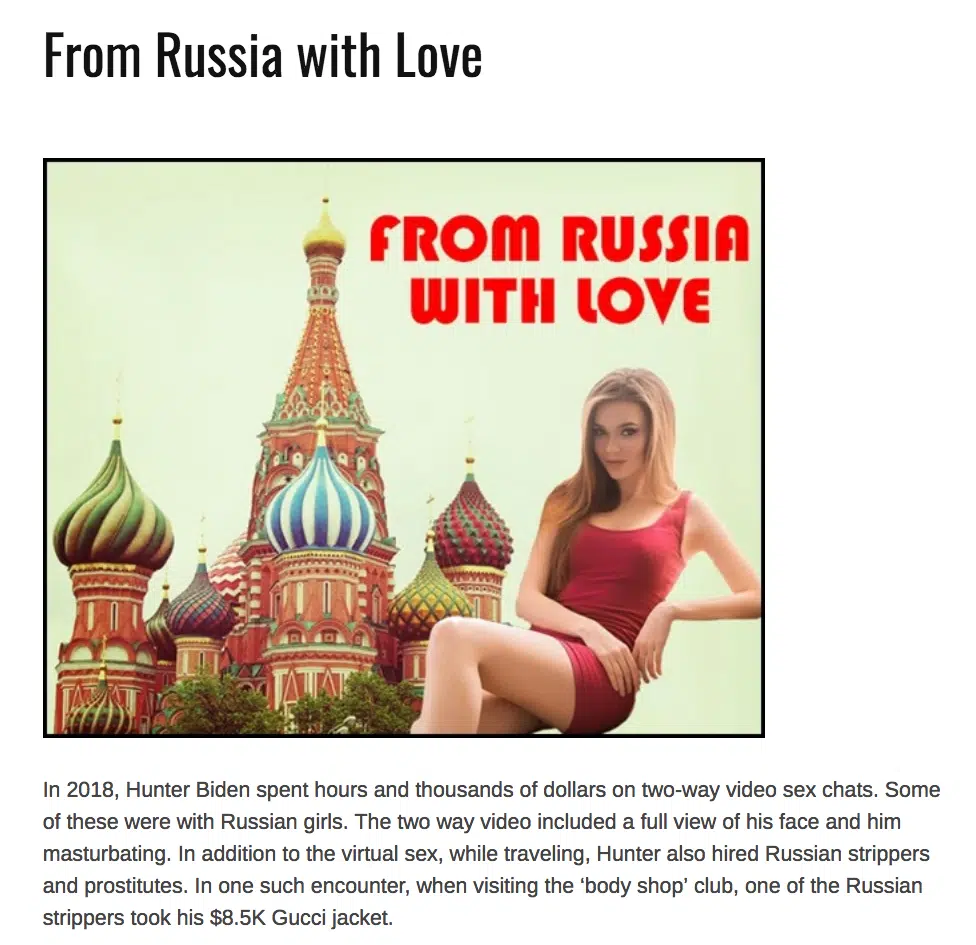 From Russia with Love
FROM RUSSIA
WITH LOVE
In 2018, Hunter Biden spent hours and thousands of dollars on two-way video sex chats. Some
of these were with Russian girls. The two way video included a full view of his face and him
masturbating. In addition to the virtual sex, while traveling, Hunter also hired Russian strippers
and prostitutes. In one such encounter, when visiting the ‘body shop’ club, one of the Russian
strippers took his $8.5K Gucci jacket.